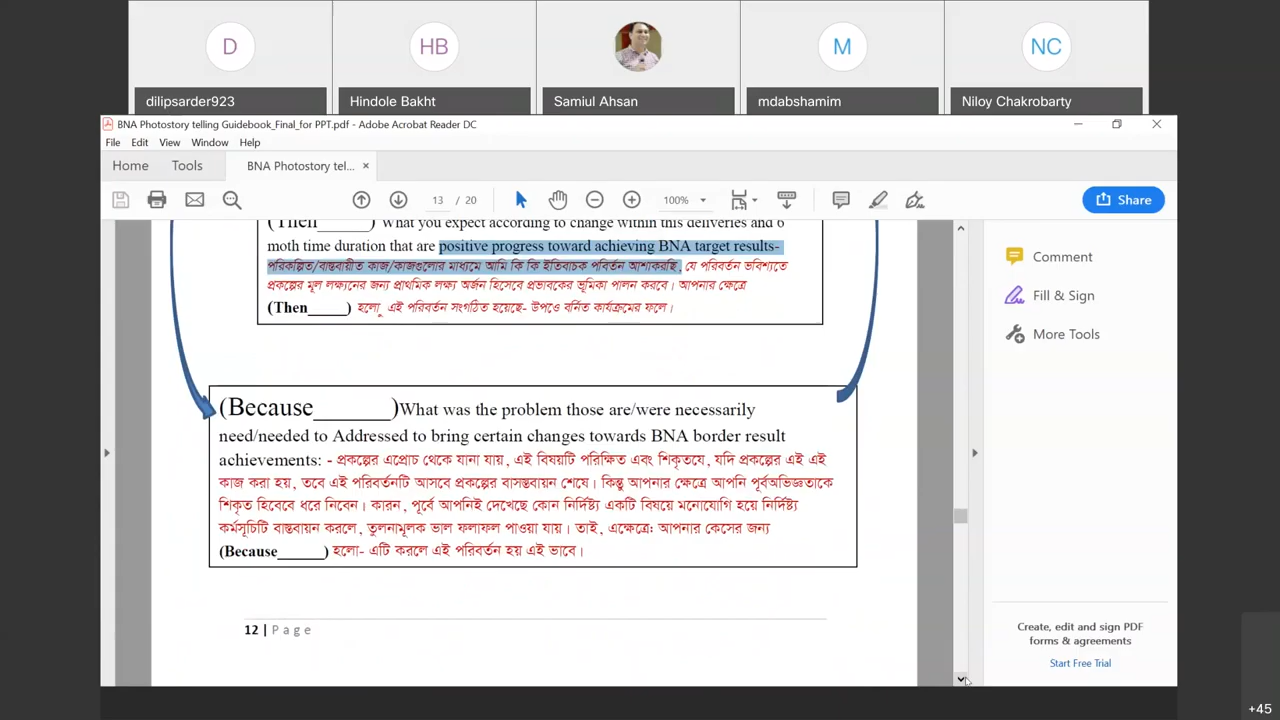 D
HB
M
NC
dilipsarder923
Hindole Bakht
Samiul Ahsan
mdabshamim
Niloy Chakrobarty
BNA Photostory telling Guidebook_Final_for PPT.pdf - Adobe Acrobat Reader DC
File Edit View Window Help
Home Tools BNA Photostory tel... ×
13 / 20 100% Share
(Then______) What you expect according to change within this deliveries and 6
moth time duration that are positive progress toward achieving BNA target results-
পরিকল্পিত/বাস্তবায়ীত কাজ/কাজগুলোর মাধ্যমে আমি কি কি ইতিবাচক পবির্তন আশাকরছি, যে পরিবর্তন ভবিশ্যতে
প্রকল্পের মূল লক্ষ্যনের জন্য প্রাথমিক লক্ষ্য অর্জন হিসেবে প্রভাবকের ভূমিকা পালন করবে। আপনার ক্ষেত্রে
(Then_____) হলো, এই পরিবর্তন সংগঠিত হয়েছে- উপওে বর্নিত কার্যক্রমের ফলে।
(Because______)What was the problem those are/were necessarily
need/needed to Addressed to bring certain changes towards BNA border result
achievements: - প্রকল্পের এপ্রোচ থেকে যানা যায়, এই বিষয়টি পরিক্ষিত এবং শিকৃতযে, যদি প্রকল্পের এই এই
কাজ করা হয়, তবে এই পরিবর্তনটি আসবে প্রকল্পের বাসস্তবায়ন শেষে। কিন্তু আপনার ক্ষেত্রে আপনি পূর্বঅভিজ্ঞতাকে
শিকৃত হিবেবে ধরে নিবেন। কারন, পূর্বে আপনিই দেখেছে কোন নির্দিষ্ট্য একটি বিষয়ে মনোযোগি হয়ে নির্দিষ্ট্য
কর্মসূচিটি বাস্তবায়ন করলে, তুলনামূলক ভাল ফলাফল পাওয়া যায়। তাই, এক্ষেত্রে: আপনার কেসের জন্য
(Because______) হলো- এটি করলে এই পরিবর্তন হয় এই ভাবে।
12 | Page
Comment
Fill & Sign
More Tools
Create, edit and sign PDF
forms & agreements
Start Free Trial
+45